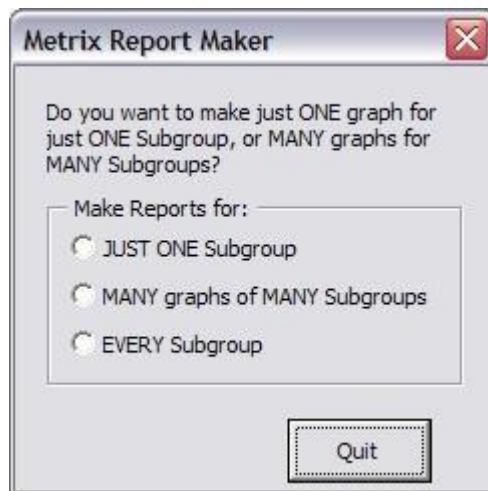 Metrix Report Maker
Do you want to make just ONE graph for
just ONE Subgroup, or MANY graphs for
MANY Subgroups?
Make Reports for:
JUST ONE Subgroup
MANY graphs of MANY Subgroups
EVERY Subgroup
Quit